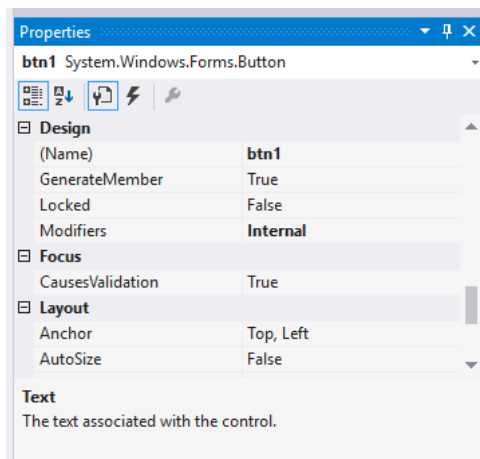 Properties
btn1 System.Windows.Forms.Button
Design
(Name) btn1
GenerateMember True
Locked False
Modifiers Internal
Focus
CausesValidation True
Layout
Anchor Top, Left
AutoSize False
Text
The text associated with the control.